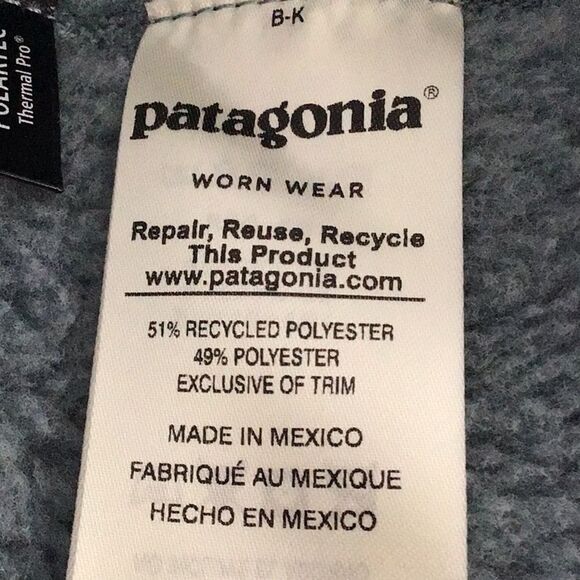 B-K
POLARTEC
Thermal Pro®
patagonia®
WORN WEAR
Repair, Reuse, Recycle
This Product
www.patagonia.com
51% RECYCLED POLYESTER
49% POLYESTER
EXCLUSIVE OF TRIM
MADE IN MEXICO
FABRIQUÉ AU MEXIQUE
HECHO EN MEXICO